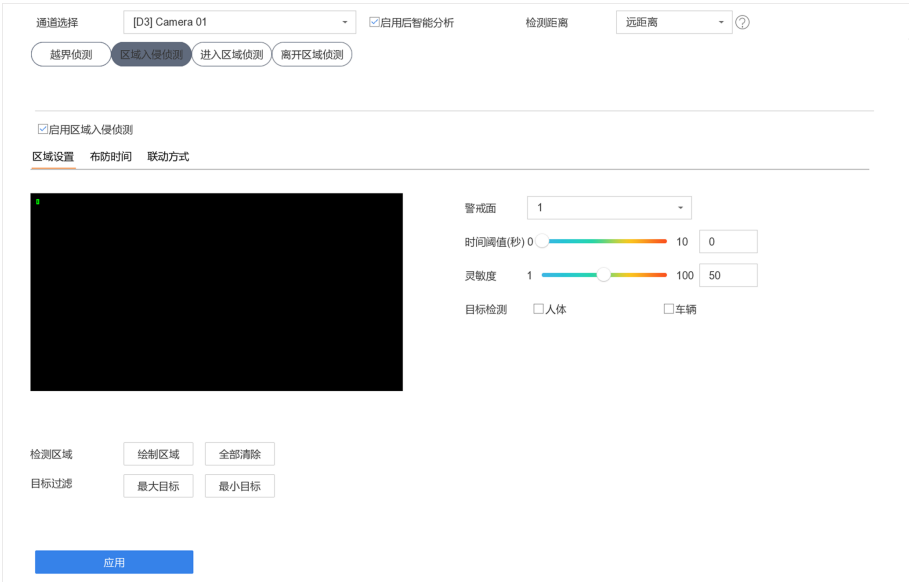 通道选择 [D3] Camera 01 启用后智能分析 检测距离 远距离 ?
越界侦测 区域入侵侦测 进入区域侦测 离开区域侦测
启用区域入侵侦测
区域设置 布防时间 联动方式
警戒面 1
时间阈值(秒) 0 10 0
灵敏度 1 100 50
目标检测 人体 车辆
检测区域 绘制区域 全部清除
目标过滤 最大目标 最小目标
应用